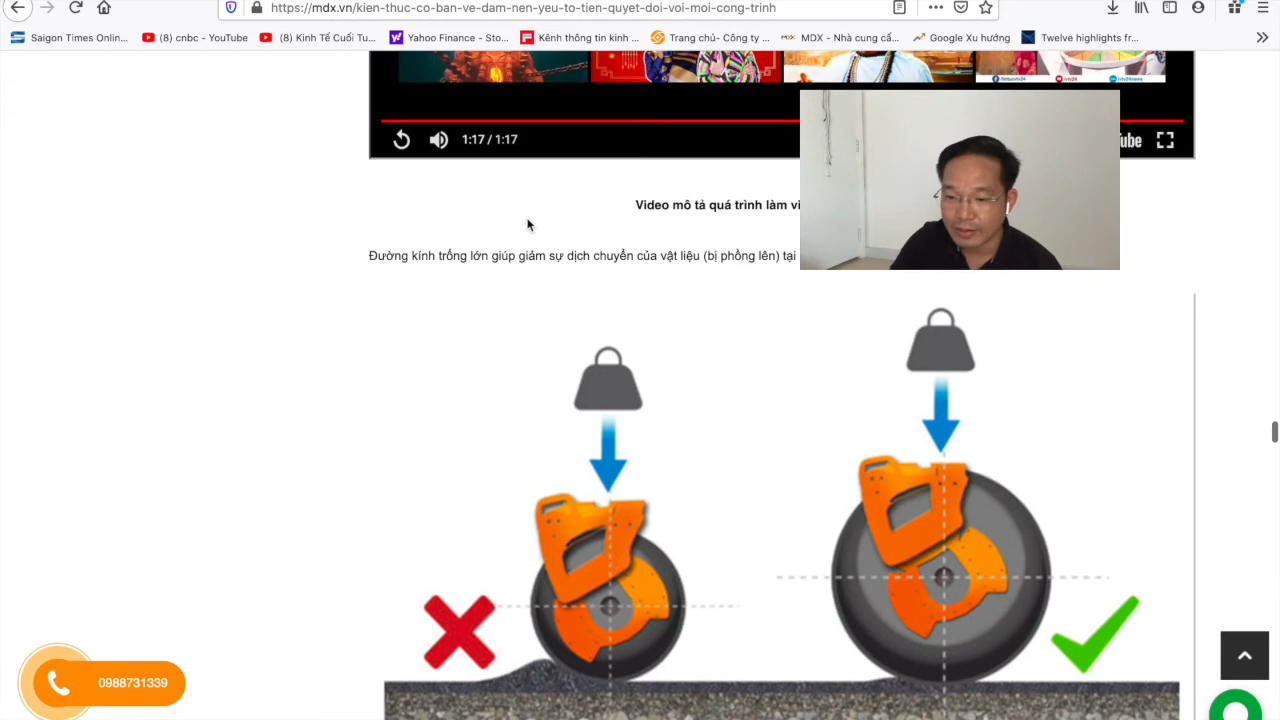 https://mdx.vn/kien-thuc-co-ban-ve-dam-nen-yeu-to-tien-quyet-doi-voi-moi-cong-trinh
Saigon Times Onlin...
(8) cnbc - YouTube
(8) Kinh Tế Cuối Tu...
Yahoo Finance - Sto...
Kênh thông tin kinh ...
Trang chủ- Công ty ...
MDX - Nhà cung cấ...
Google Xu hướng
Twelve highlights fr...
1:17 / 1:17
ube
Video mô tả quá trình làm vi
Đường kính trống lớn giúp giảm sự dịch chuyển của vật liệu (bị phồng lên) tại
0988731339